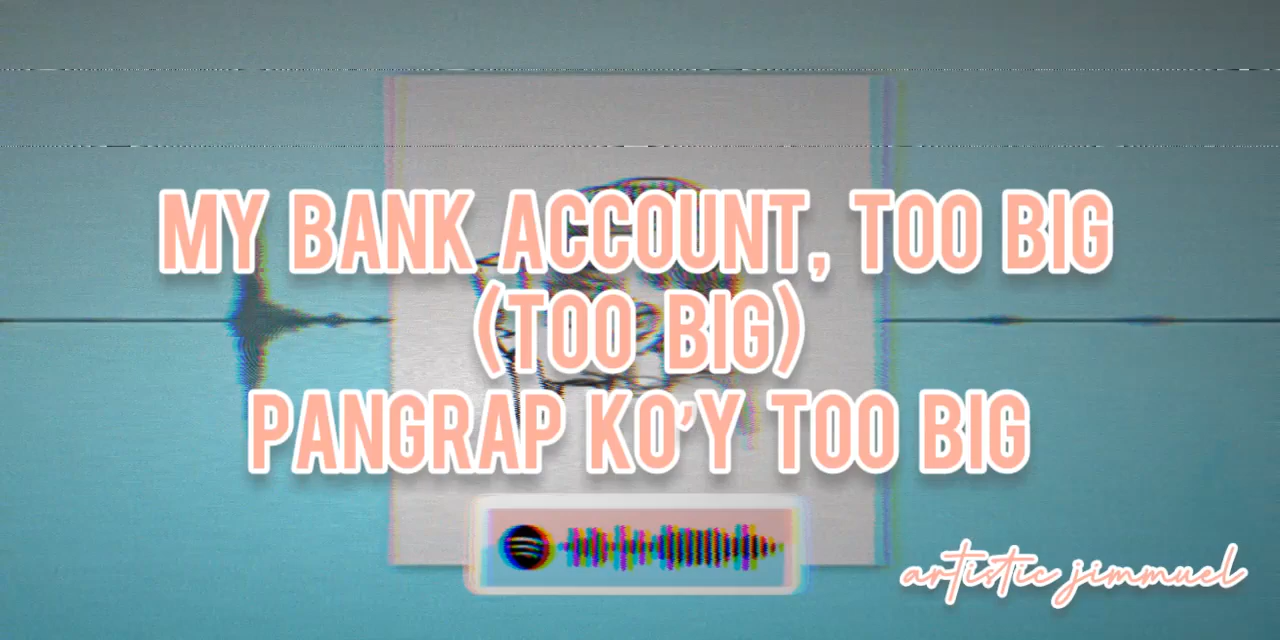 MY BANK ACCOUNT, TOO BIG
(TOO BIG)
PANGRAP KO'Y TOO BIG
artistic jimmuel